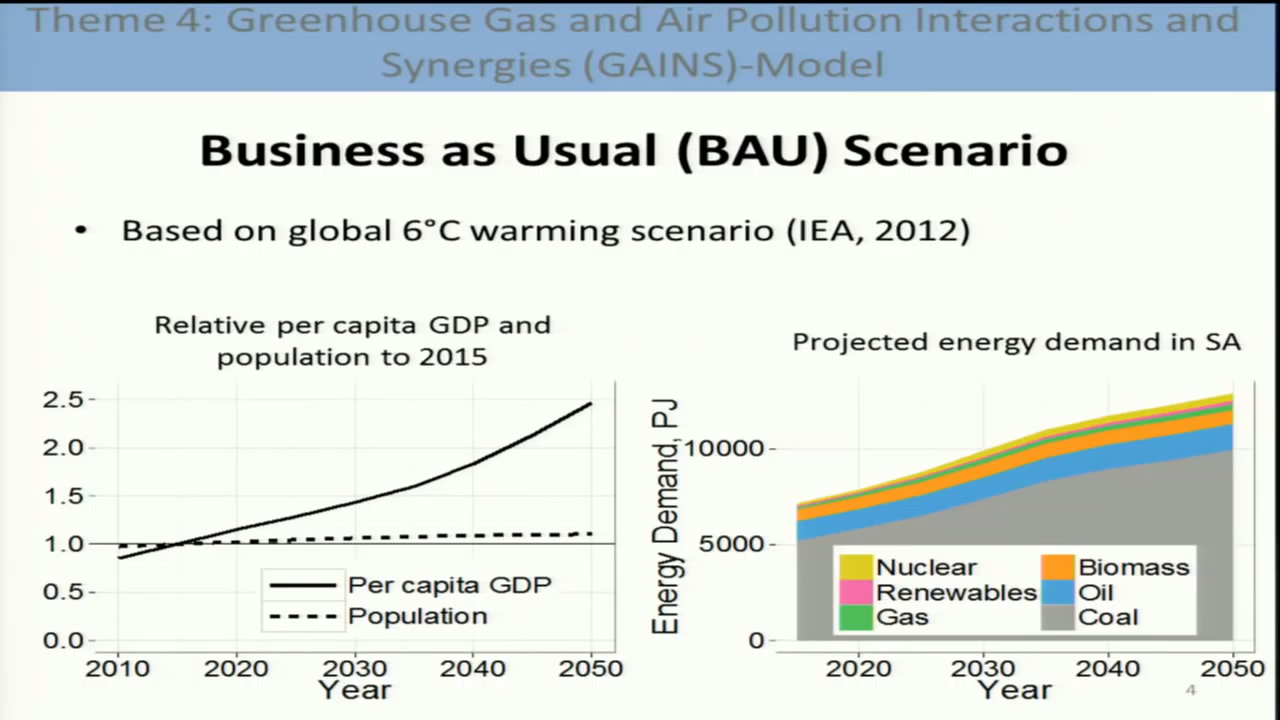 Theme 4: Greenhouse Gas and Air Pollution Interactions and
Synergies (GAINS)-Model
Business as Usual (BAU) Scenario
• Based on global 6°C warming scenario (IEA, 2012)
Relative per capita GDP and
population to 2015
2.5
2.0
1.5
1.0
0.5
0.0
Per capita GDP
Population
2010 2020 2030 2040 2050
Year
Projected energy demand in SA
Energy Demand, PJ
10000
5000
0
Nuclear
Renewables
Gas
Biomass
Oil
Coal
2020 2030 2040 2050
Year
4